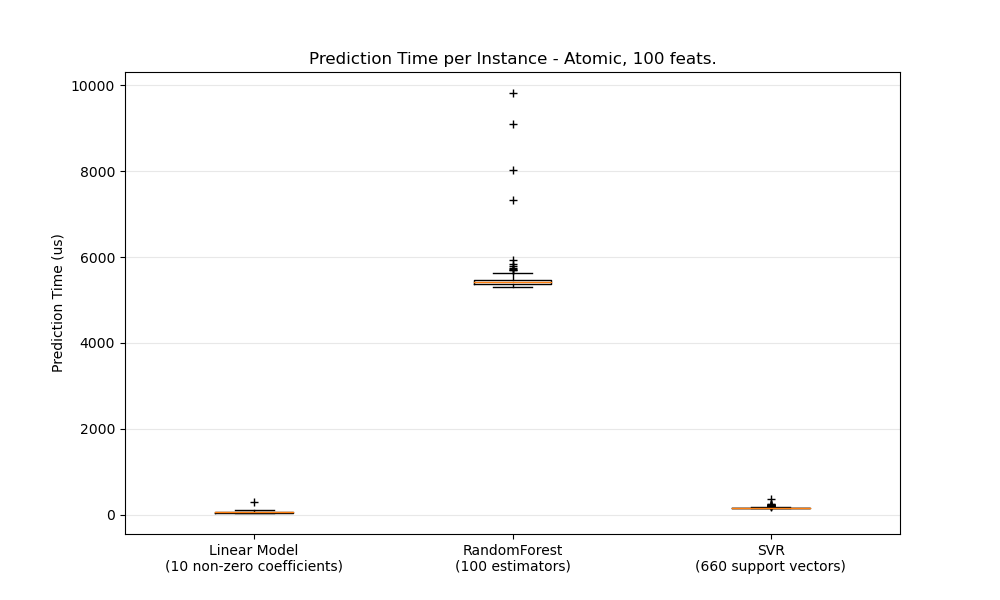 Prediction Time per Instance - Atomic, 100 feats.
Prediction Time (us)
10000
8000
6000
4000
2000
0
Linear Model
(10 non-zero coefficients)
RandomForest
(100 estimators)
SVR
(660 support vectors)